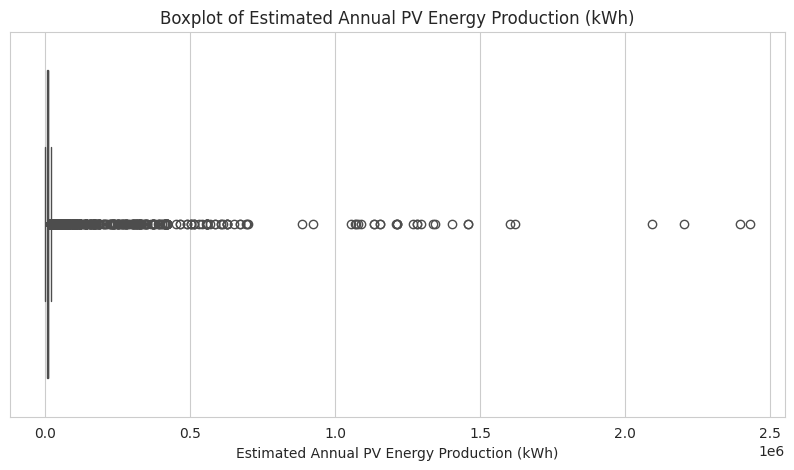 Boxplot of Estimated Annual PV Energy Production (kWh)
0.0 0.5 1.0 1.5 2.0 2.5
1e6
Estimated Annual PV Energy Production (kWh)